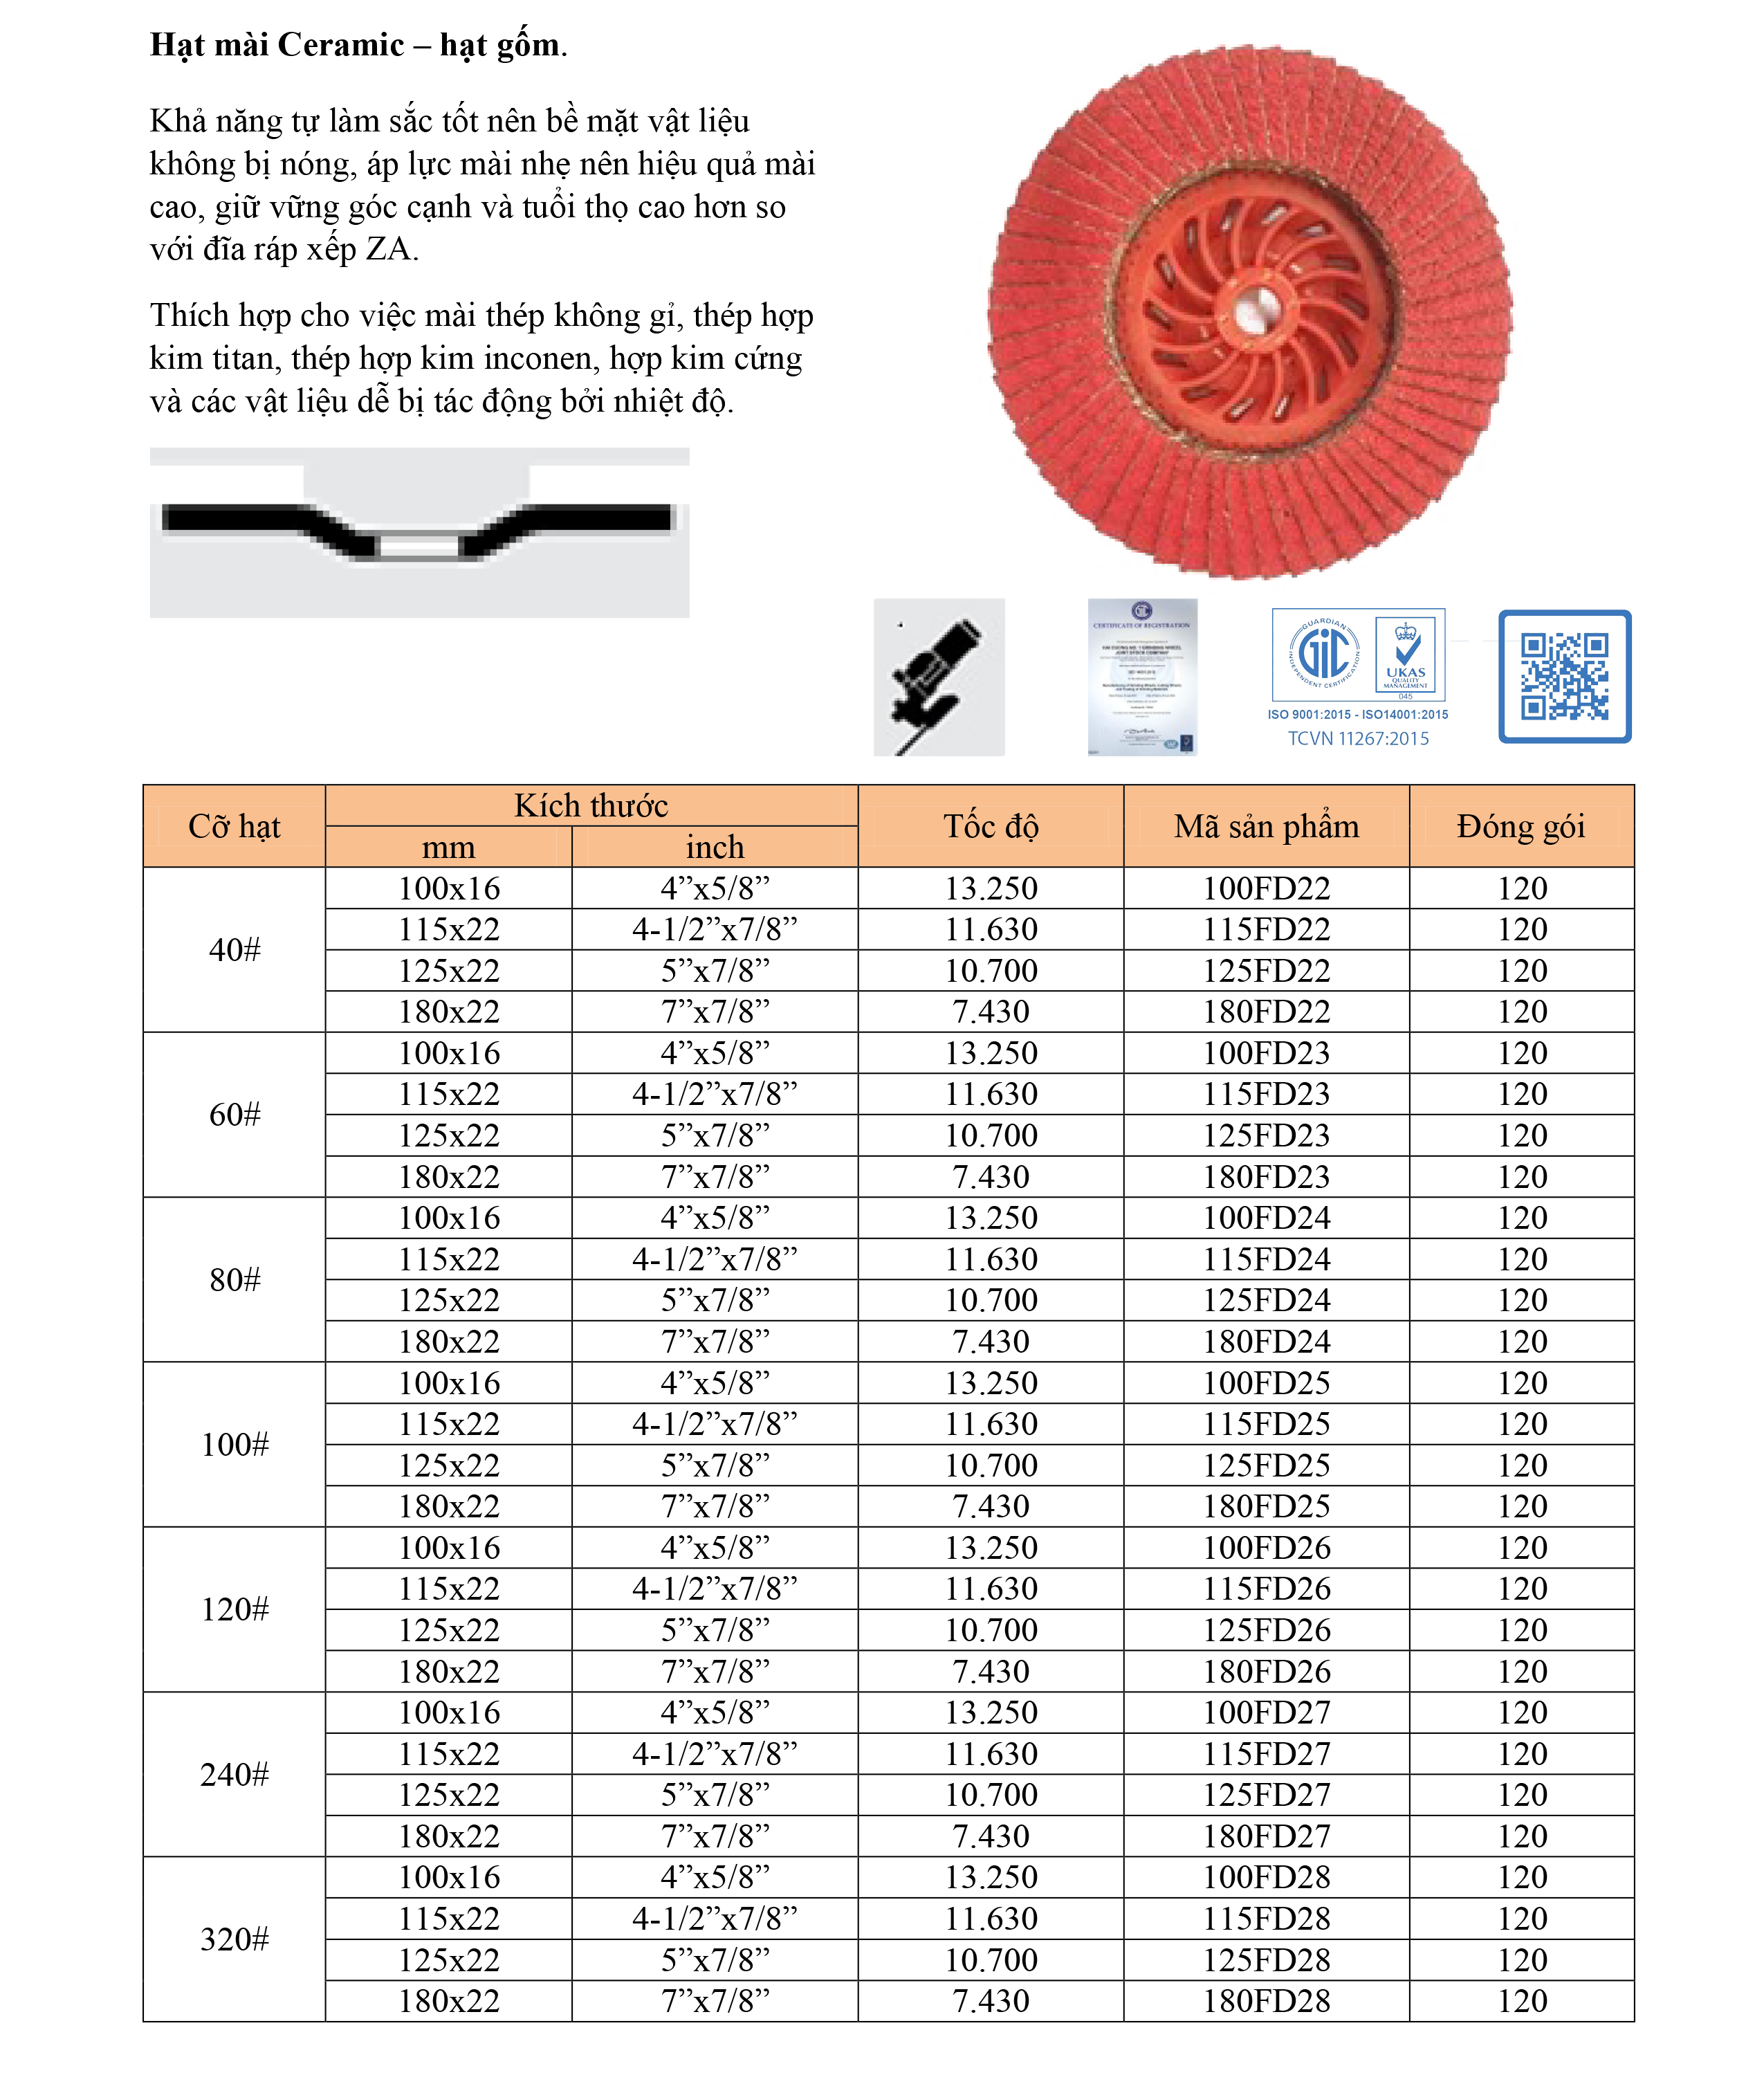 Hạt mài Ceramic – hạt gốm.
Khả năng tự làm sắc tốt nên bề mặt vật liệu
không bị nóng, áp lực mài nhẹ nên hiệu quả mài
cao, giữ vững góc cạnh và tuổi thọ cao hơn so
với đĩa ráp xếp ZA.
Thích hợp cho việc mài thép không gỉ, thép hợp
kim titan, thép hợp kim inconen, hợp kim cứng
và các vật liệu dễ bị tác động bởi nhiệt độ.
GIC
CERTIFICATE OF REGISTRATION
HAI DUONG NO. 1 GRINDING WHEEL
JOINT STOCK COMPANY
GUARDIAN
GIC
INDEPENDENT CERTIFICATION
UKAS
QUALITY
MANAGEMENT
045
ISO 9001:2015 - ISO14001:2015
TCVN 11267:2015
Cỡ hạt Kích thước Tốc độ Mã sản phẩm Đóng gói
mm inch
40# 100x16 4”x5/8” 13.250 100FD22 120
115x22 4-1/2”x7/8” 11.630 115FD22 120
125x22 5”x7/8” 10.700 125FD22 120
180x22 7”x7/8” 7.430 180FD22 120
60# 100x16 4”x5/8” 13.250 100FD23 120
115x22 4-1/2”x7/8” 11.630 115FD23 120
125x22 5”x7/8” 10.700 125FD23 120
180x22 7”x7/8” 7.430 180FD23 120
80# 100x16 4”x5/8” 13.250 100FD24 120
115x22 4-1/2”x7/8” 11.630 115FD24 120
125x22 5”x7/8” 10.700 125FD24 120
180x22 7”x7/8” 7.430 180FD24 120
100# 100x16 4”x5/8” 13.250 100FD25 120
115x22 4-1/2”x7/8” 11.630 115FD25 120
125x22 5”x7/8” 10.700 125FD25 120
180x22 7”x7/8” 7.430 180FD25 120
120# 100x16 4”x5/8” 13.250 100FD26 120
115x22 4-1/2”x7/8” 11.630 115FD26 120
125x22 5”x7/8” 10.700 125FD26 120
180x22 7”x7/8” 7.430 180FD26 120
240# 100x16 4”x5/8” 13.250 100FD27 120
115x22 4-1/2”x7/8” 11.630 115FD27 120
125x22 5”x7/8” 10.700 125FD27 120
180x22 7”x7/8” 7.430 180FD27 120
320# 100x16 4”x5/8” 13.250 100FD28 120
115x22 4-1/2”x7/8” 11.630 115FD28 120
125x22 5”x7/8” 10.700 125FD28 120
180x22 7”x7/8” 7.430 180FD28 120